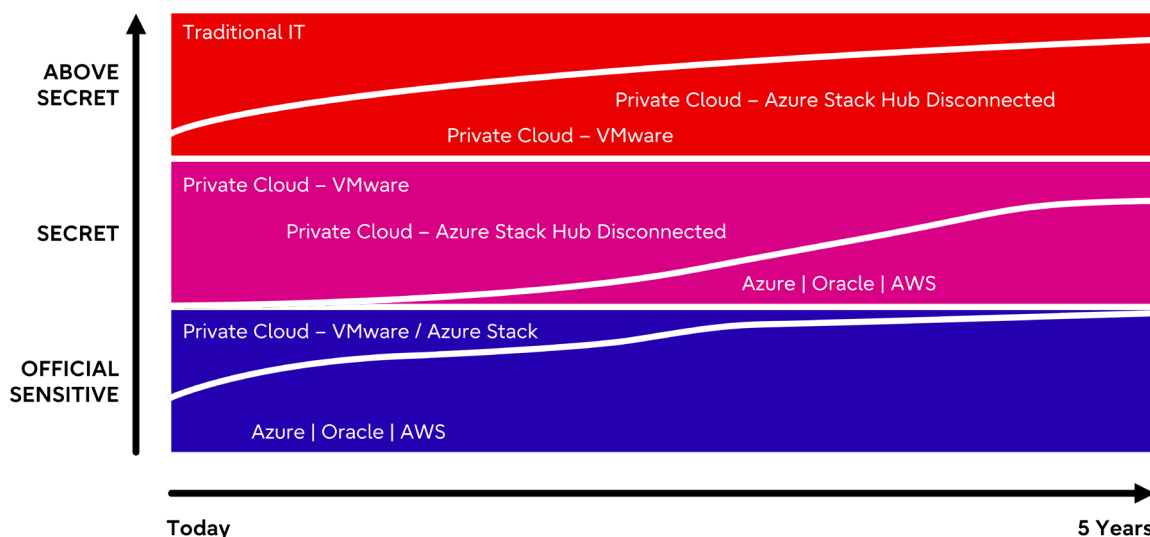 Traditional IT
ABOVE
SECRET
Private Cloud – Azure Stack Hub Disconnected
Private Cloud – VMware
Private Cloud – VMware
SECRET
Private Cloud – Azure Stack Hub Disconnected
Azure | Oracle | AWS
Private Cloud – VMware / Azure Stack
OFFICIAL
SENSITIVE
Azure | Oracle | AWS
Today
5 Years